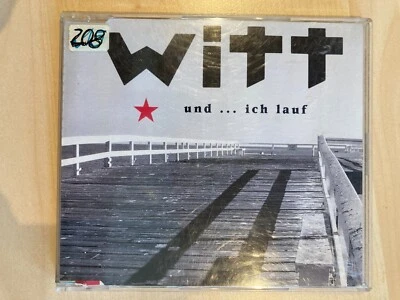 208
witt
und ... ich lauf